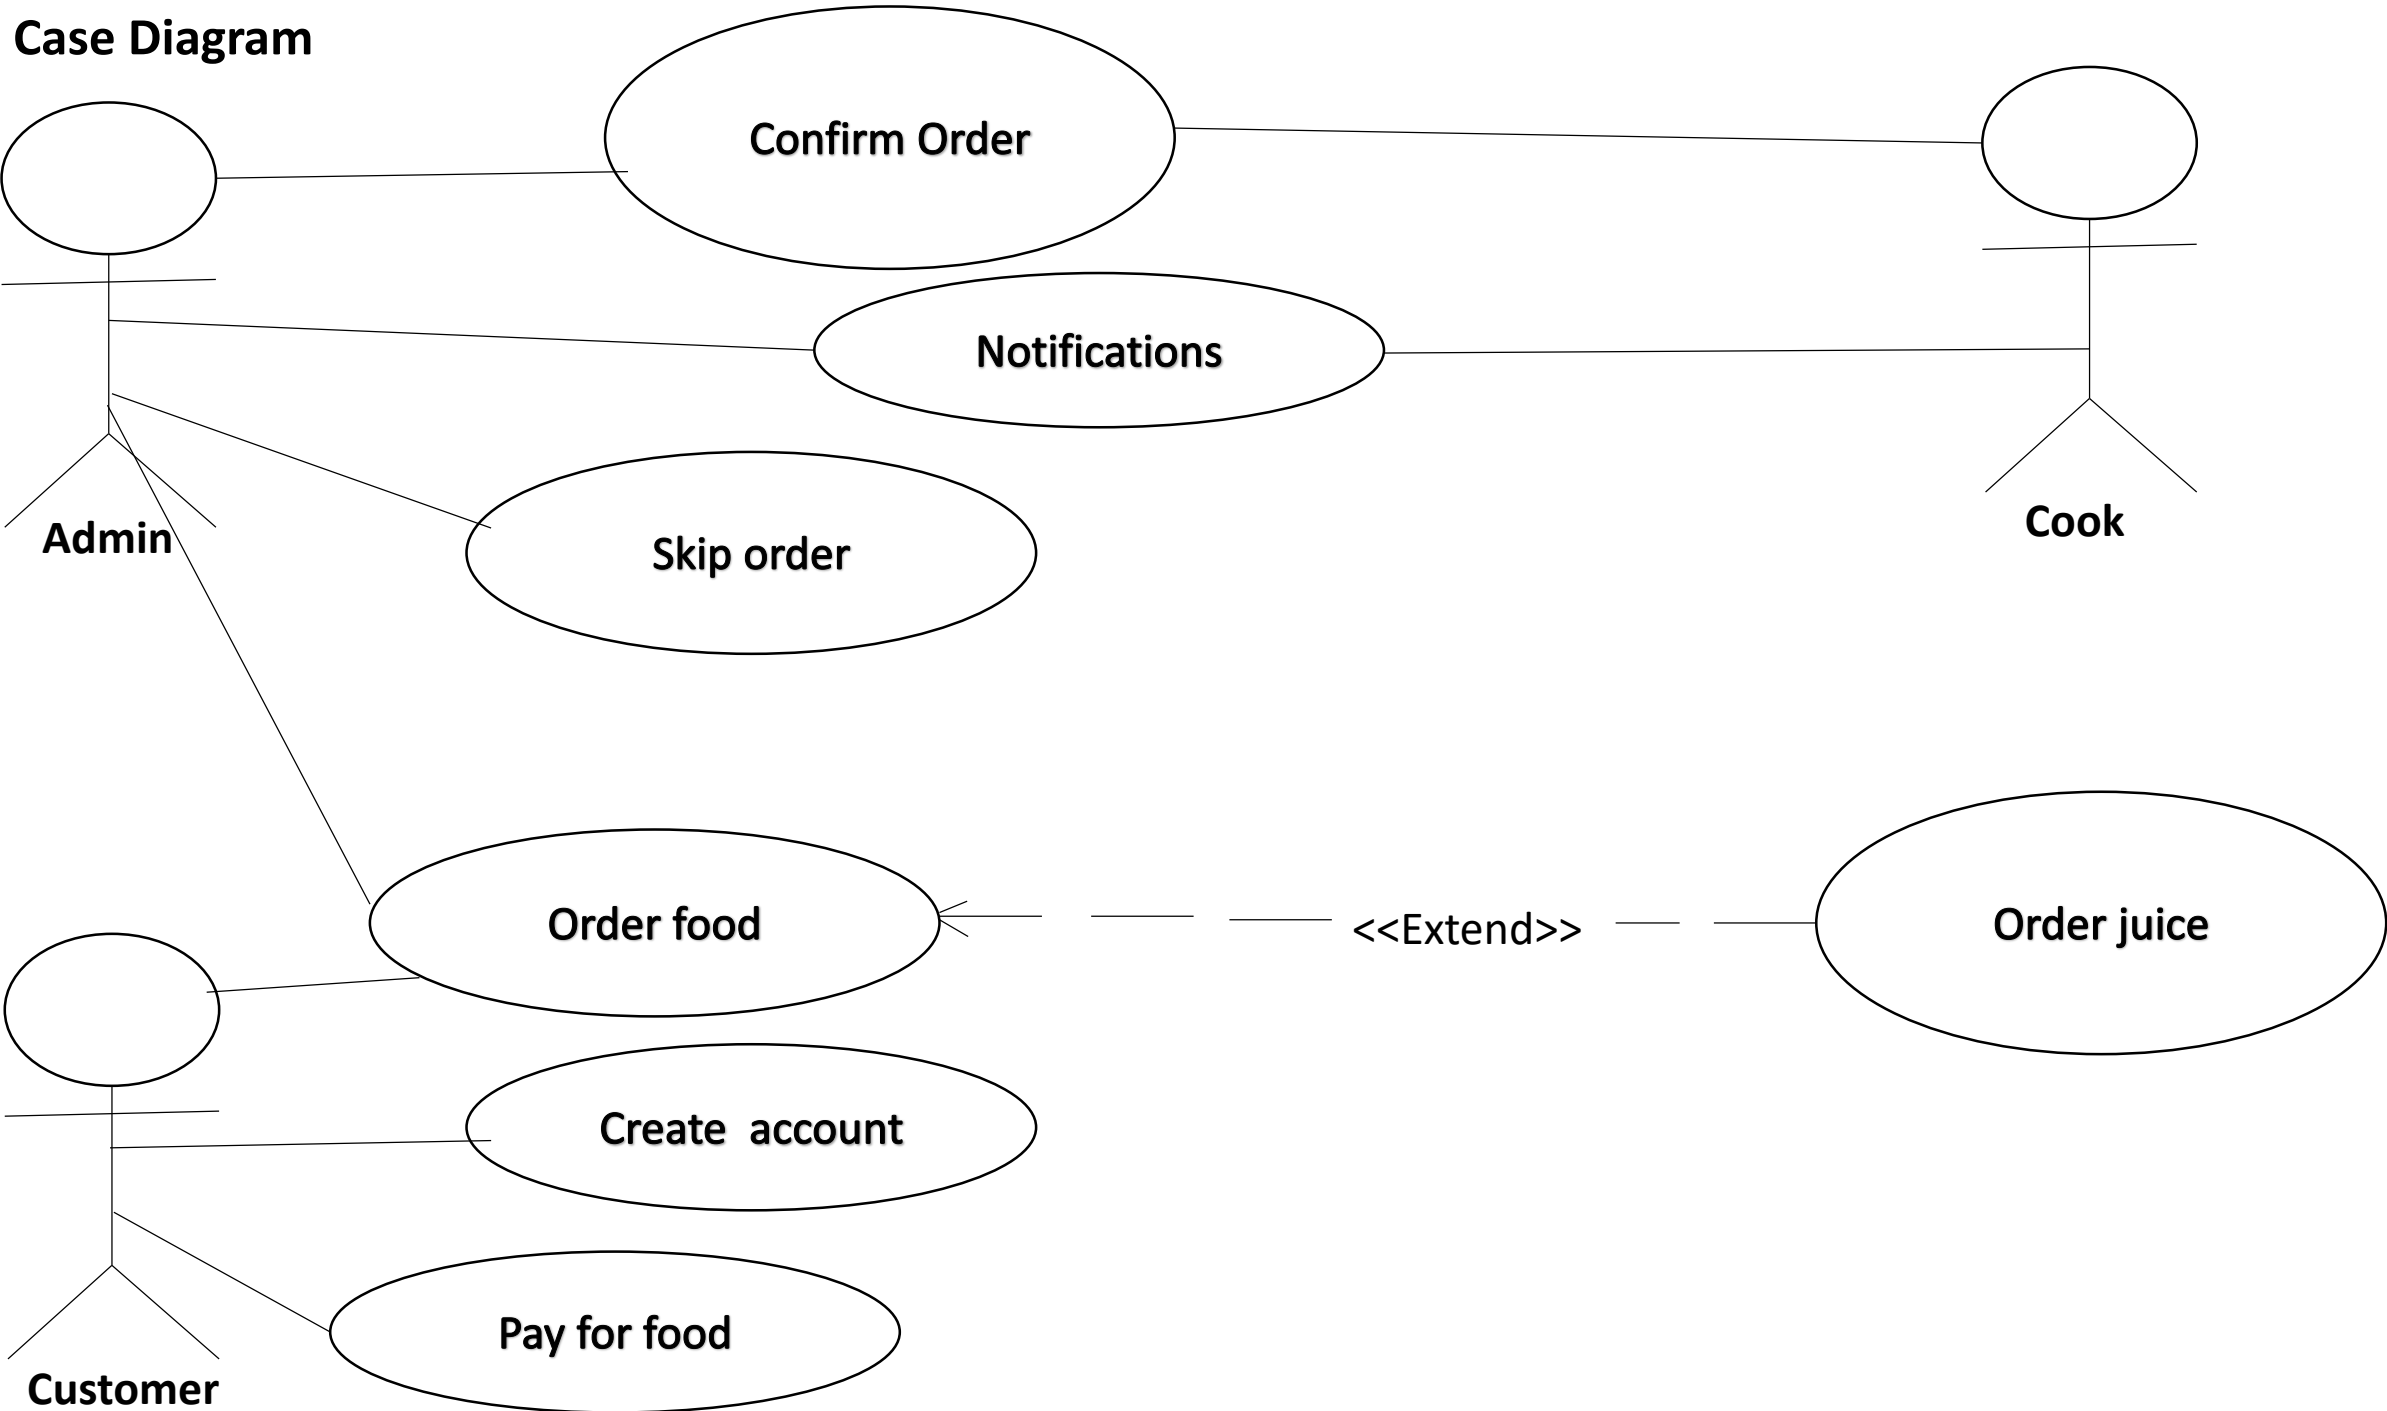 Case Diagram
Confirm Order
Notifications
Admin
Cook
Skip order
Order food
<<Extend>>
Order juice
Create  account
Pay for food
Customer